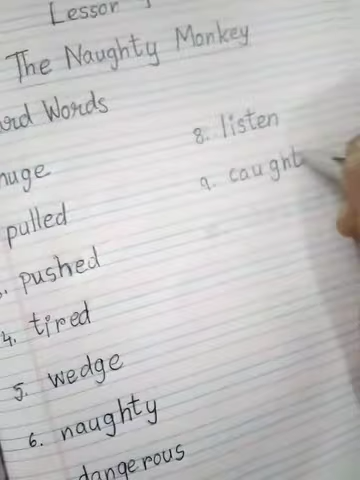 Lesson
The Naughty Monkey
ard Words
huge
pulled
pushed
4. tired
5. wedge
6. naughty
dangerous
8. listen
9. caught